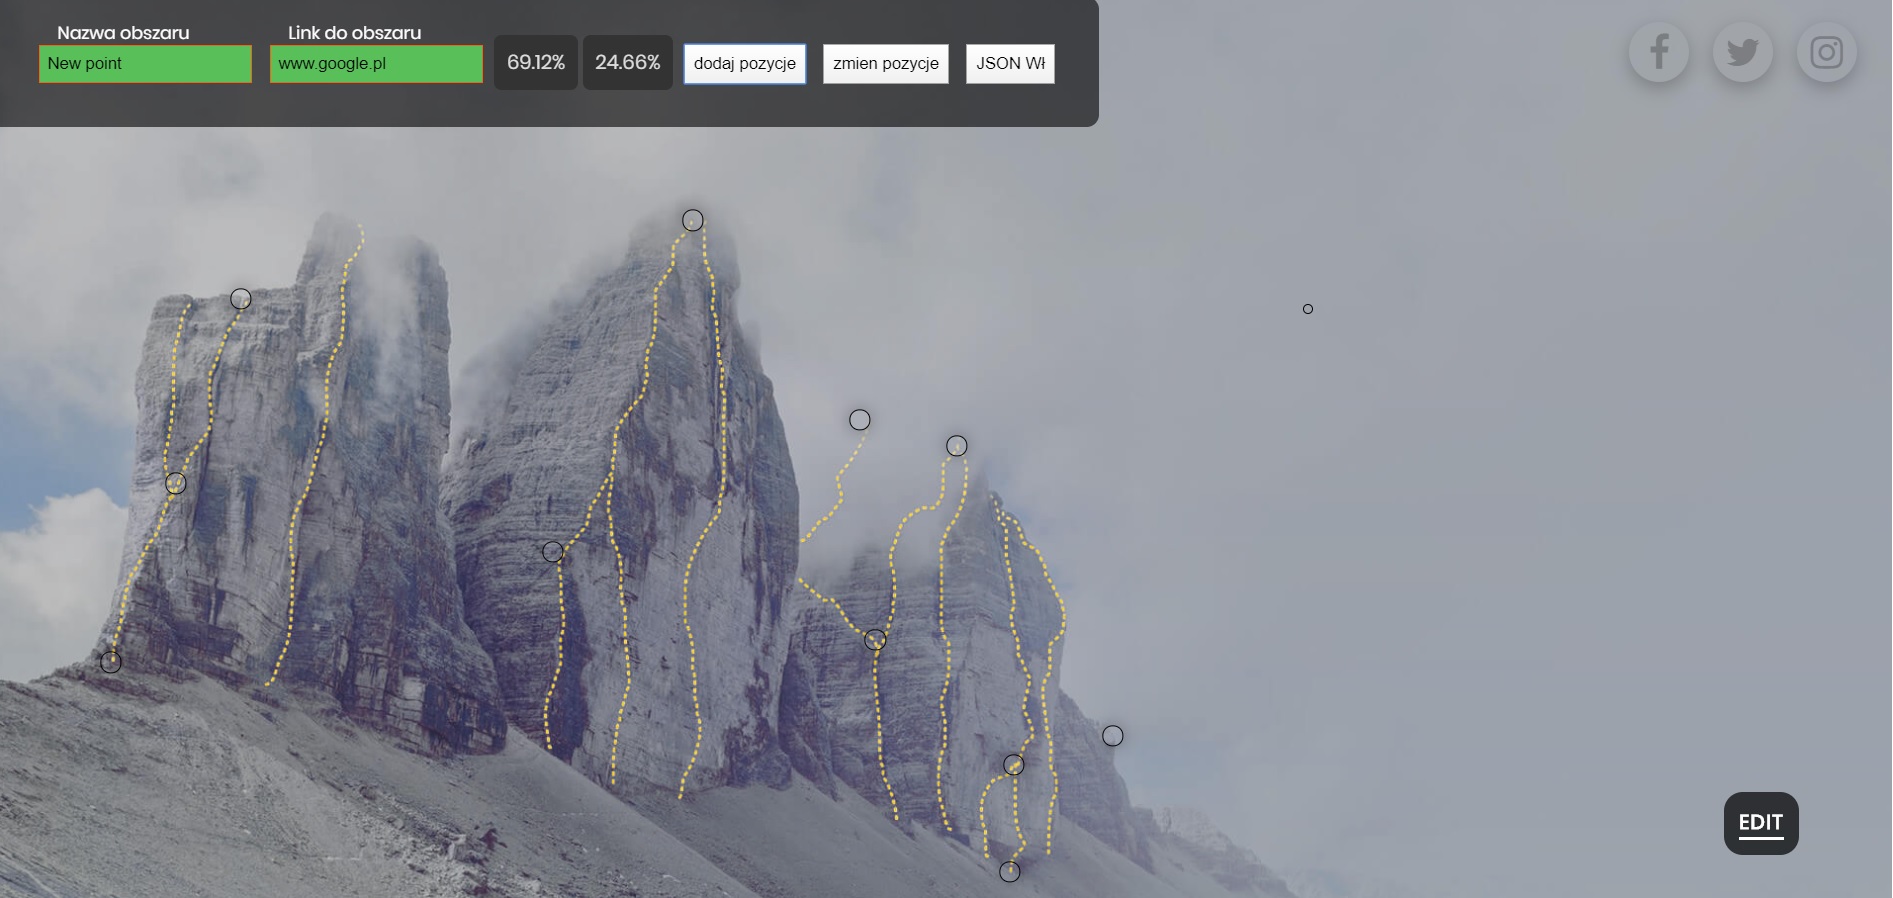 Nazwa obszaru
Link do obszaru
New point
www.google.pl
69.12%
24.66%
dodaj pozycje
zmien pozycje
JSON Wł
EDIT